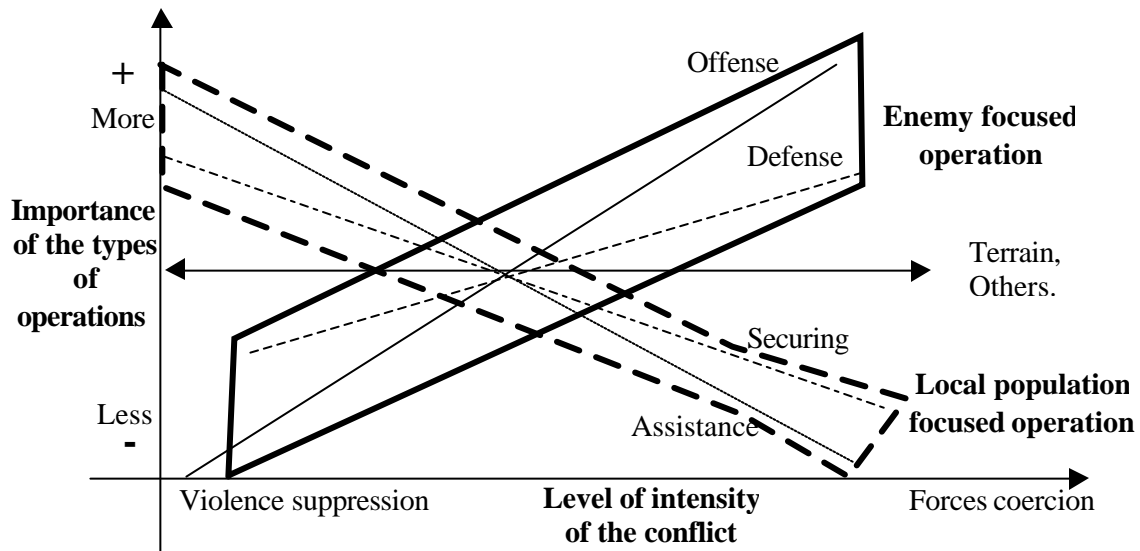 +
More
Importance
of the types
of
operations
Less
-
Offense
Defense
Enemy focused
operation
Terrain,
Others.
Securing
Assistance
Local population
focused operation
Violence suppression
Level of intensity
of the conflict
Forces coercion